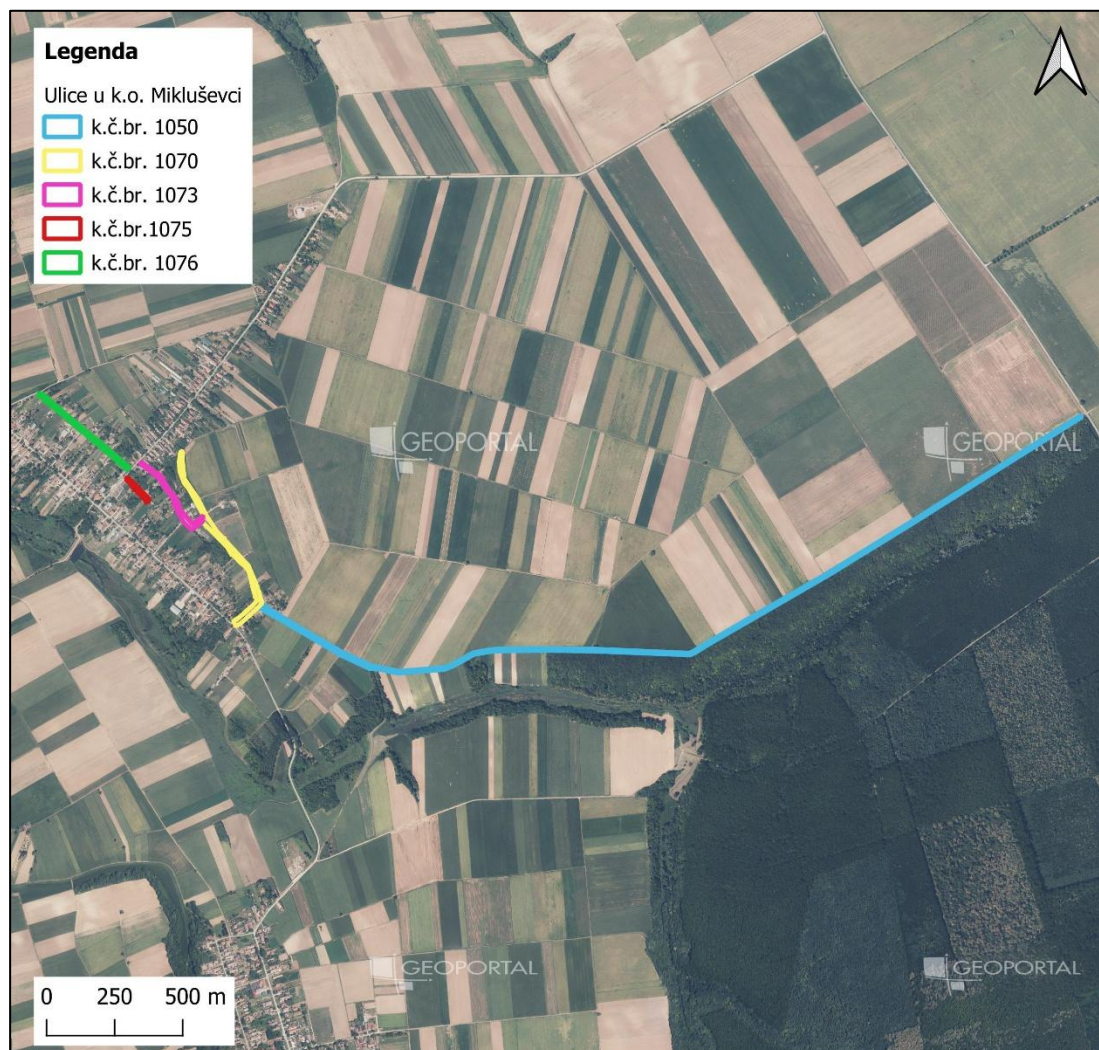 Legenda
Ulice u k.o. Mikluševci
k.č.br. 1050
k.č.br. 1070
k.č.br. 1073
k.č.br.1075
k.č.br. 1076
GEOPORTAL
GEOPORTAL
GEOPORTAL
GEOPORTAL
0 250 500 m